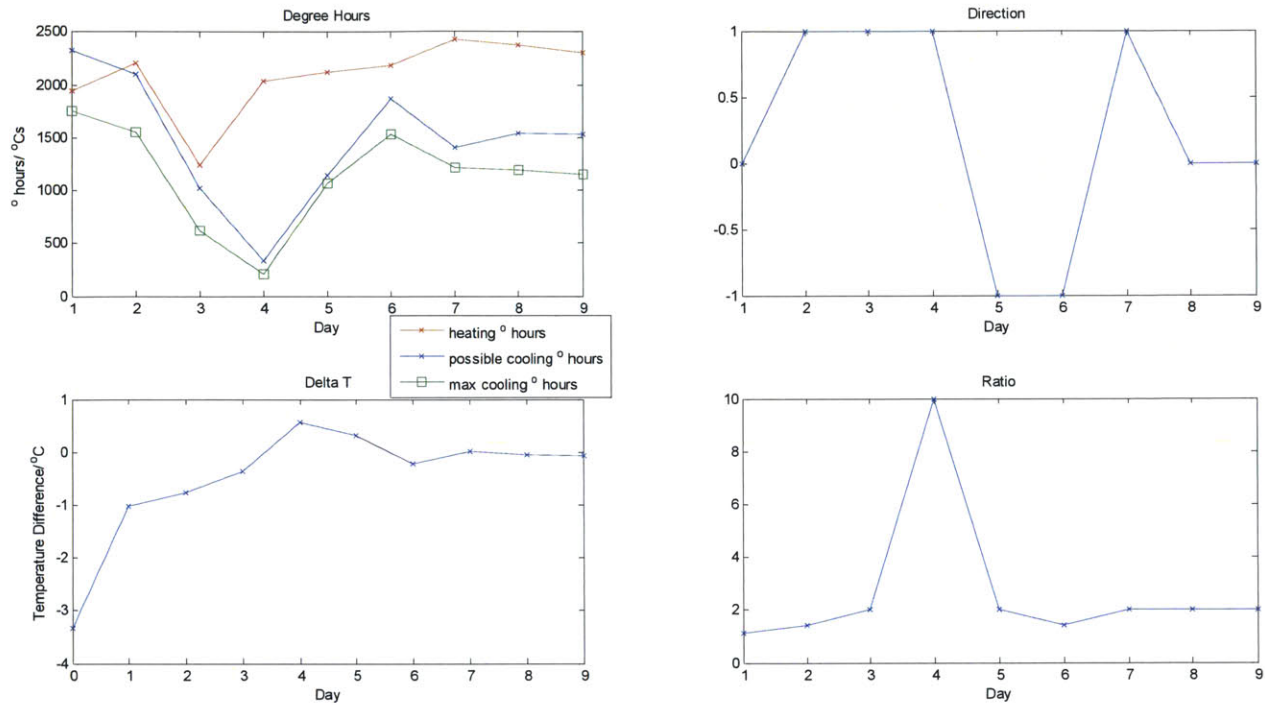 Degree Hours
2500
2000
1500
1000
500
0
° hours/ °Cs
1 2 3 4 5 6 7 8 9
Day
heating ° hours
possible cooling ° hours
max cooling ° hours
Direction
1
0.5
0
-0.5
-1
1 2 3 4 5 6 7 8 9
Day
Delta T
1
0
-1
-2
-3
-4
Temperature Difference/°C
0 1 2 3 4 5 6 7 8 9
Day
Ratio
10
8
6
4
2
0
1 2 3 4 5 6 7 8 9
Day